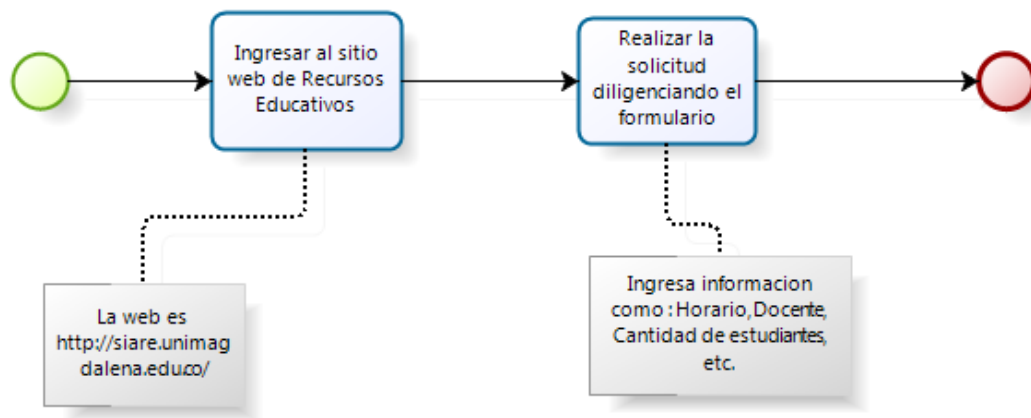 Ingresar al sitio
web de Recursos
Educativos
Realizar la
solicitud
diligenciando el
formulario
La web es
http://siare.unimag
dalena.edu.co/
Ingresa informacion
como : Horario, Docente,
Cantidad de estudiantes,
etc.